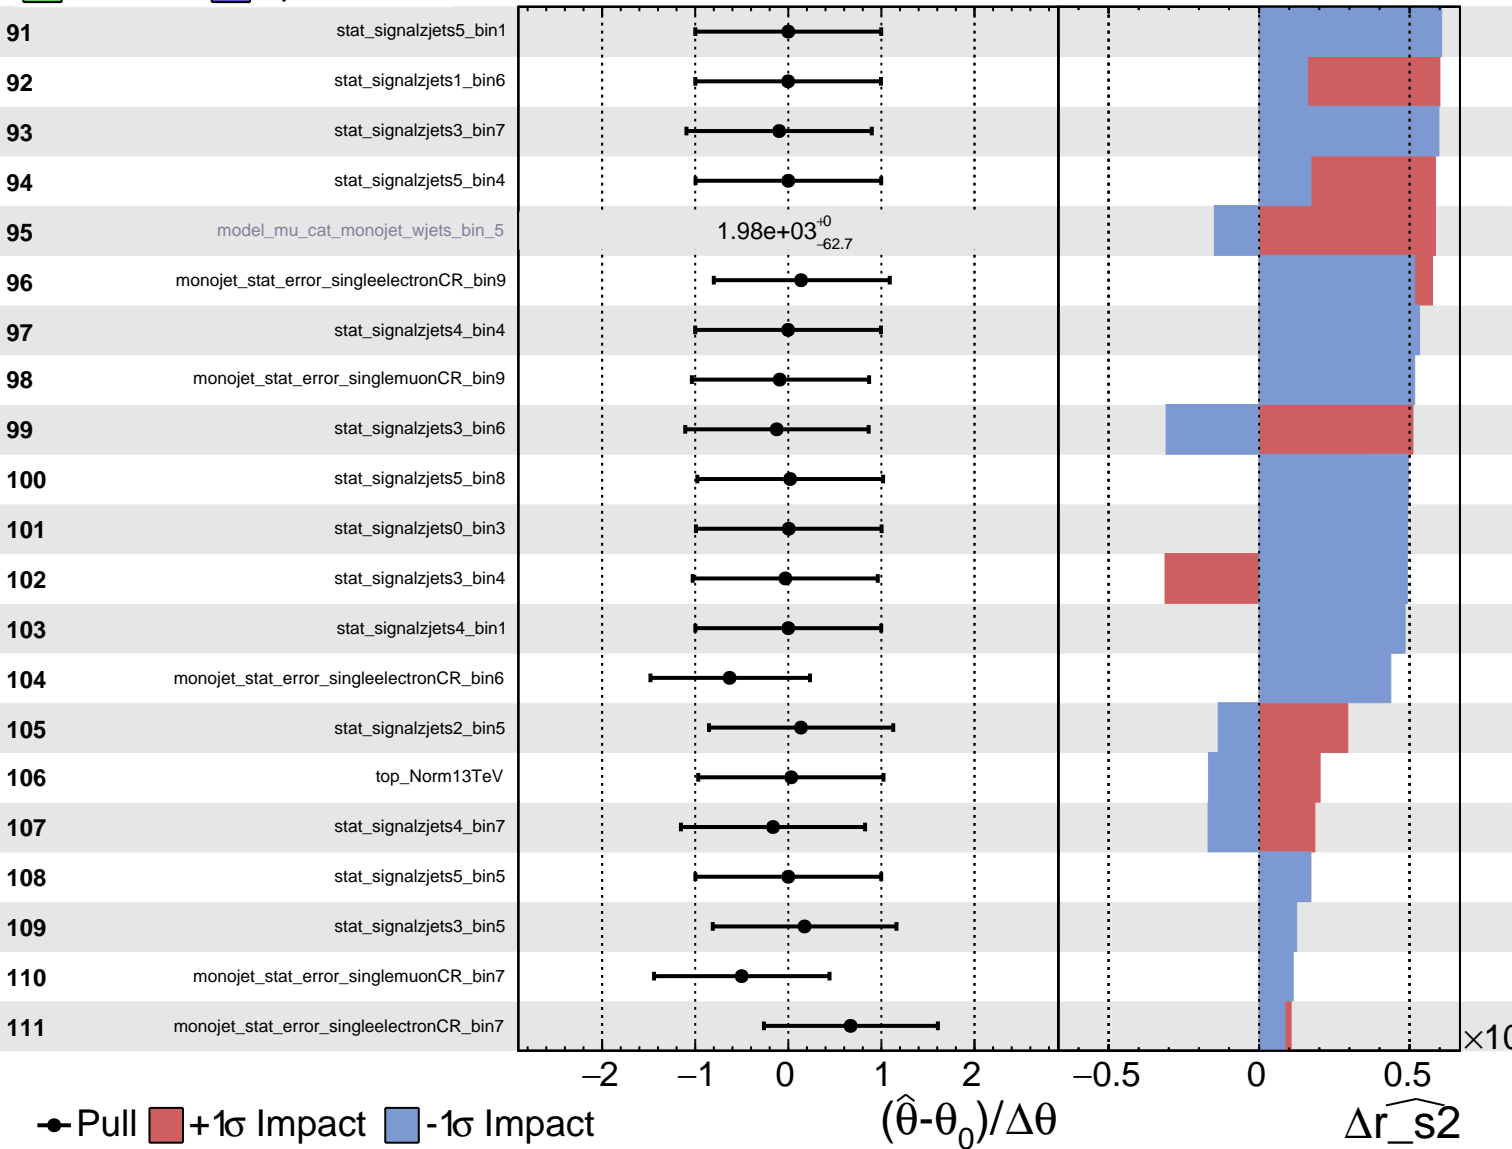 91 stat_signalzjets5_bin1
92 stat_signalzjets1_bin6
93 stat_signalzjets3_bin7
94 stat_signalzjets5_bin4
95 model_mu_cat_monojet_wjets_bin_5 1.98e+03 +0 −62.7
96 monojet_stat_error_singleelectronCR_bin9
97 stat_signalzjets4_bin4
98 monojet_stat_error_singlemuonCR_bin9
99 stat_signalzjets3_bin6
100 stat_signalzjets5_bin8
101 stat_signalzjets0_bin3
102 stat_signalzjets3_bin4
103 stat_signalzjets4_bin1
104 monojet_stat_error_singleelectronCR_bin6
105 stat_signalzjets2_bin5
106 top_Norm13TeV
107 stat_signalzjets4_bin7
108 stat_signalzjets5_bin5
109 stat_signalzjets3_bin5
110 monojet_stat_error_singlemuonCR_bin7
111 monojet_stat_error_singleelectronCR_bin7
−2 −1 0 1 2 −0.5 0 0.5
Pull +1σ Impact -1σ Impact (θ̂-θ₀)/Δθ Δr_s2